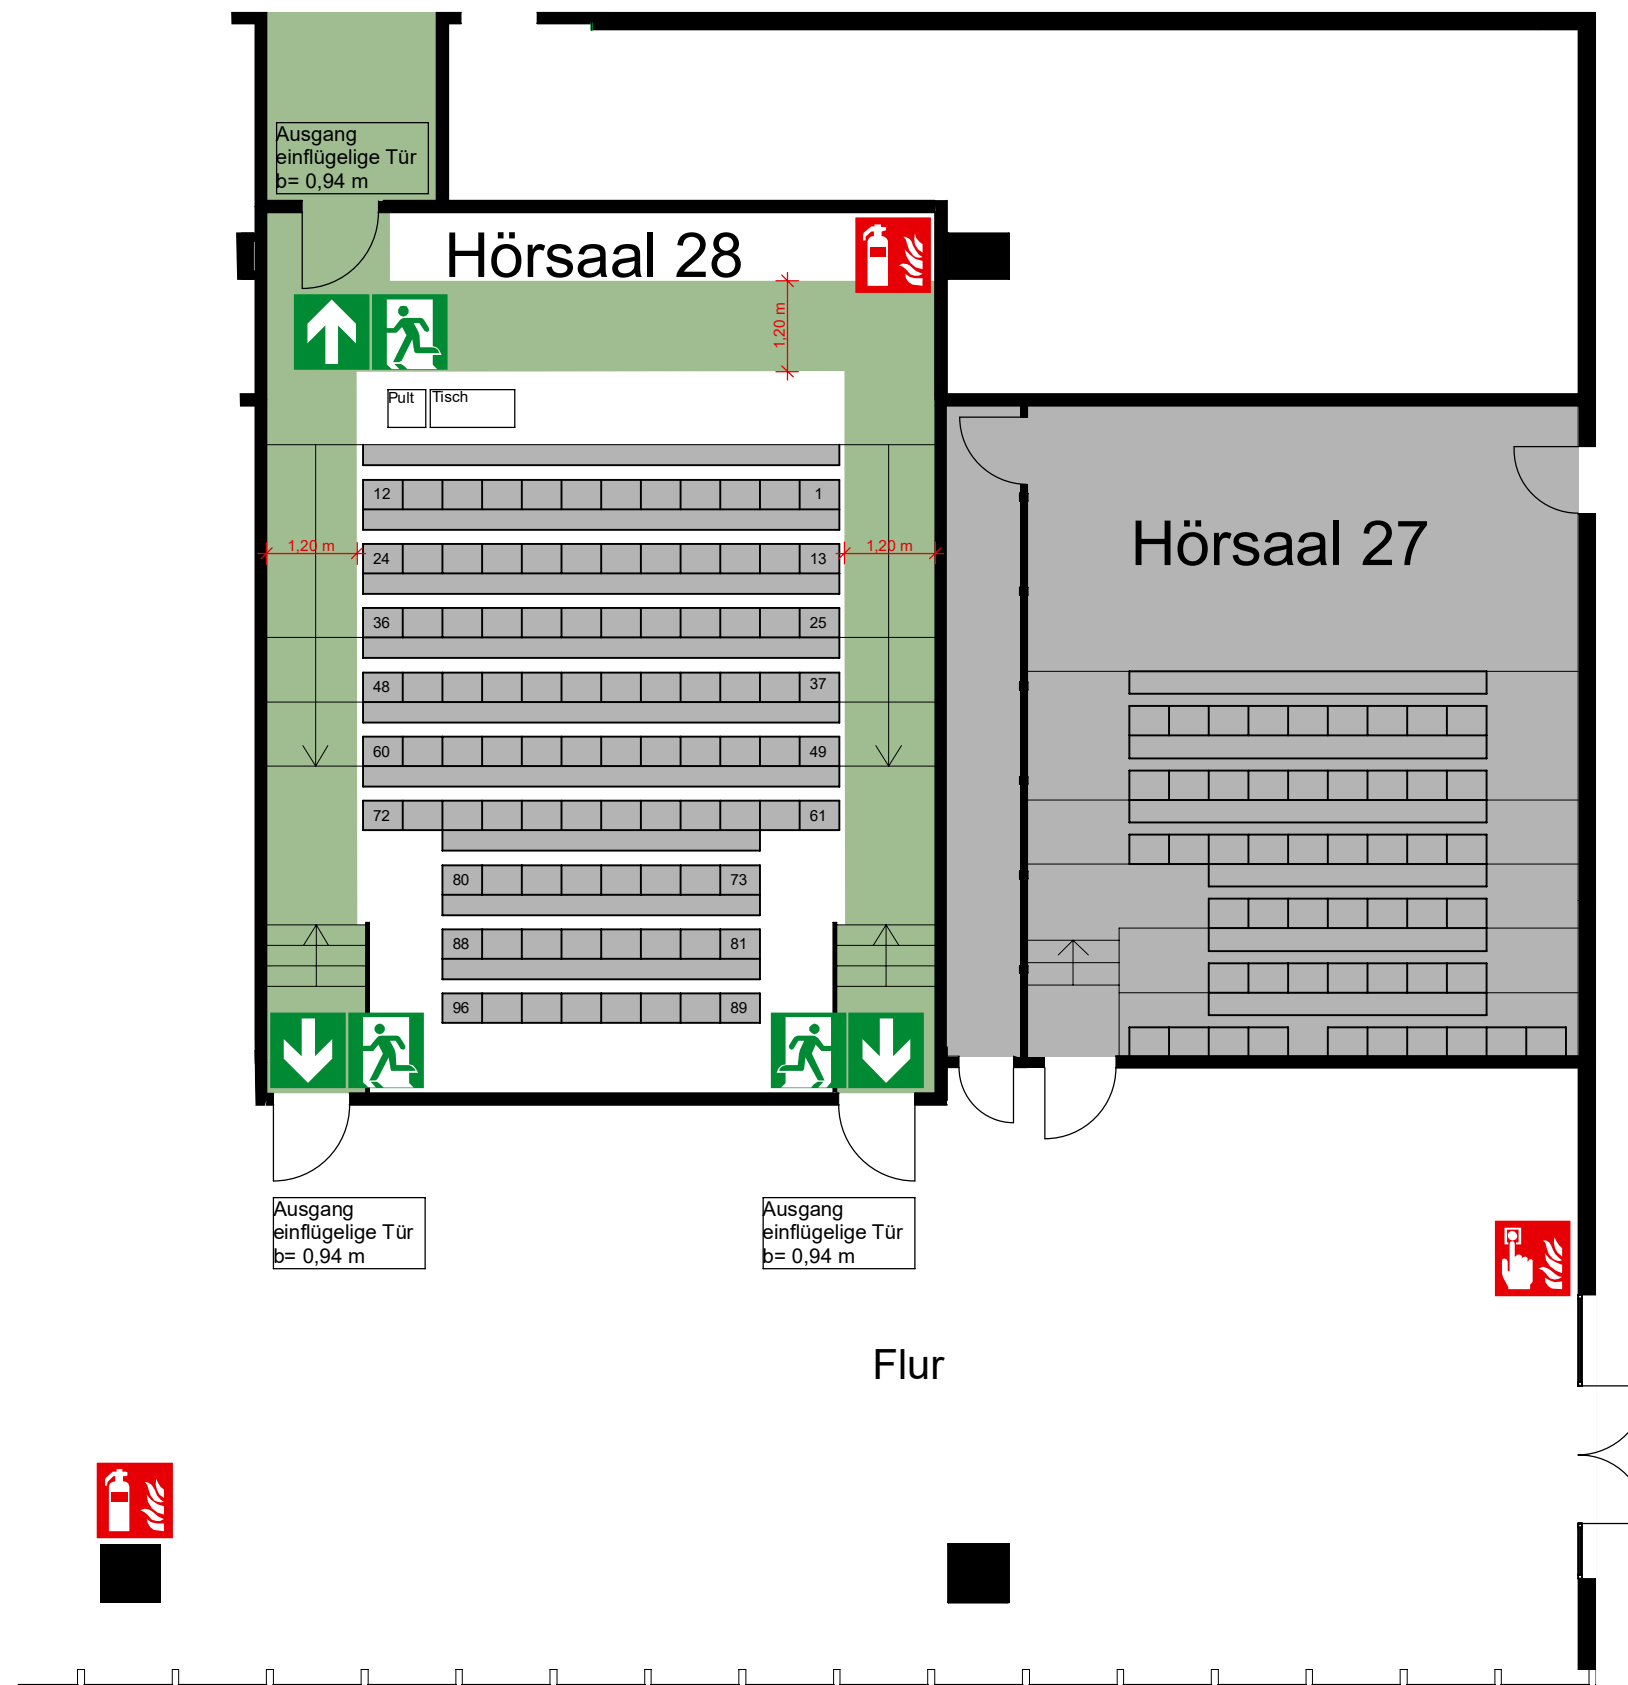 Ausgang
einflügelige Tür
b= 0,94 m
Hörsaal 28
1,20 m
Pult
Tisch
12
1
1,20 m
24
13
1,20 m
Hörsaal 27
36
25
48
37
60
49
72
61
80
73
88
81
96
89
Ausgang
einflügelige Tür
b= 0,94 m
Ausgang
einflügelige Tür
b= 0,94 m
Flur